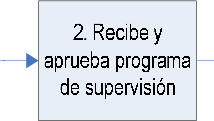 2. Recibe y
aprueba programa
de supervisión